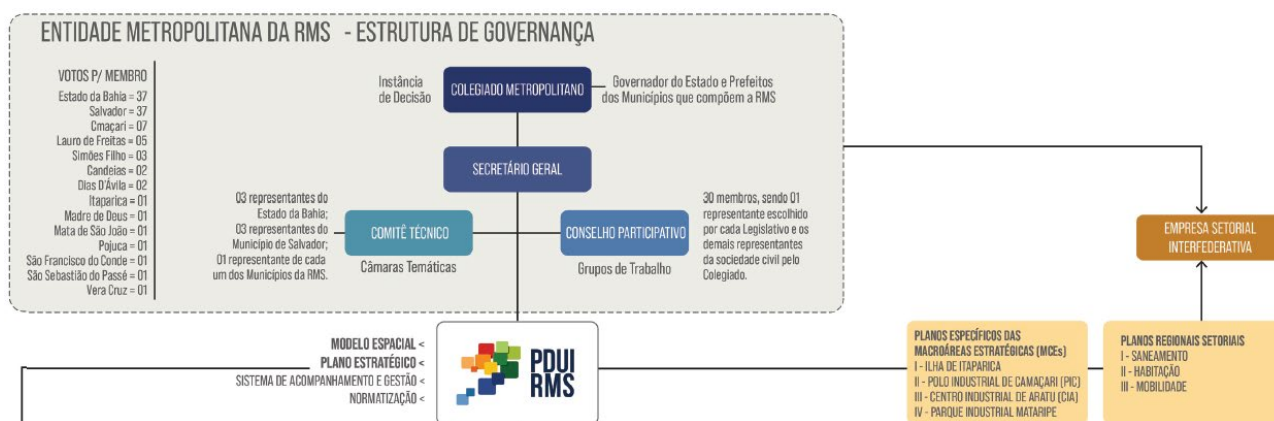 ENTIDADE METROPOLITANA DA RMS - ESTRUTURA DE GOVERNANÇA
VOTOS P/ MEMBRO
Estado da Bahia = 37
Salvador = 37
Cmaçari = 07
Lauro de Freitas = 05
Simões Filho = 03
Candeias = 02
Dias D'Ávila = 02
Itaparica = 01
Madre de Deus = 01
Mata de São João = 01
Pojuca = 01
São Francisco do Conde = 01
São Sebastião do Passé = 01
Vera Cruz = 01
Instância
de Decisão
COLEGIADO METROPOLITANO
Governador do Estado e Prefeitos
dos Municípios que compõem a RMS
SECRETÁRIO GERAL
03 representantes do
Estado da Bahia;
03 representantes do
Município de Salvador;
01 representante de cada
um dos Municípios da RMS.
COMITÊ TÉCNICO
Câmaras Temáticas
CONSELHO PARTICIPATIVO
Grupos de Trabalho
30 membros, sendo 01
representante escolhido
por cada Legislativo e os
demais representantes
da sociedade civil pelo
Colegiado.
EMPRESA SETORIAL
INTERFEDERATIVA
MODELO ESPACIAL <
PLANO ESTRATÉGICO <
SISTEMA DE ACOMPANHAMENTO E GESTÃO <
NORMATIZAÇÃO <
PDUI
RMS
PLANOS ESPECÍFICOS DAS
MACROÁREAS ESTRATÉGICAS (MCEs)
I - ILHA DE ITAPARICA
II - POLO INDUSTRIAL DE CAMAÇARI (PIC)
III - CENTRO INDUSTRIAL DE ARATU (CIA)
IV - PARQUE INDUSTRIAL MATARIPE
PLANOS REGIONAIS SETORIAIS
I - SANEAMENTO
II - HABITAÇÃO
III - MOBILIDADE